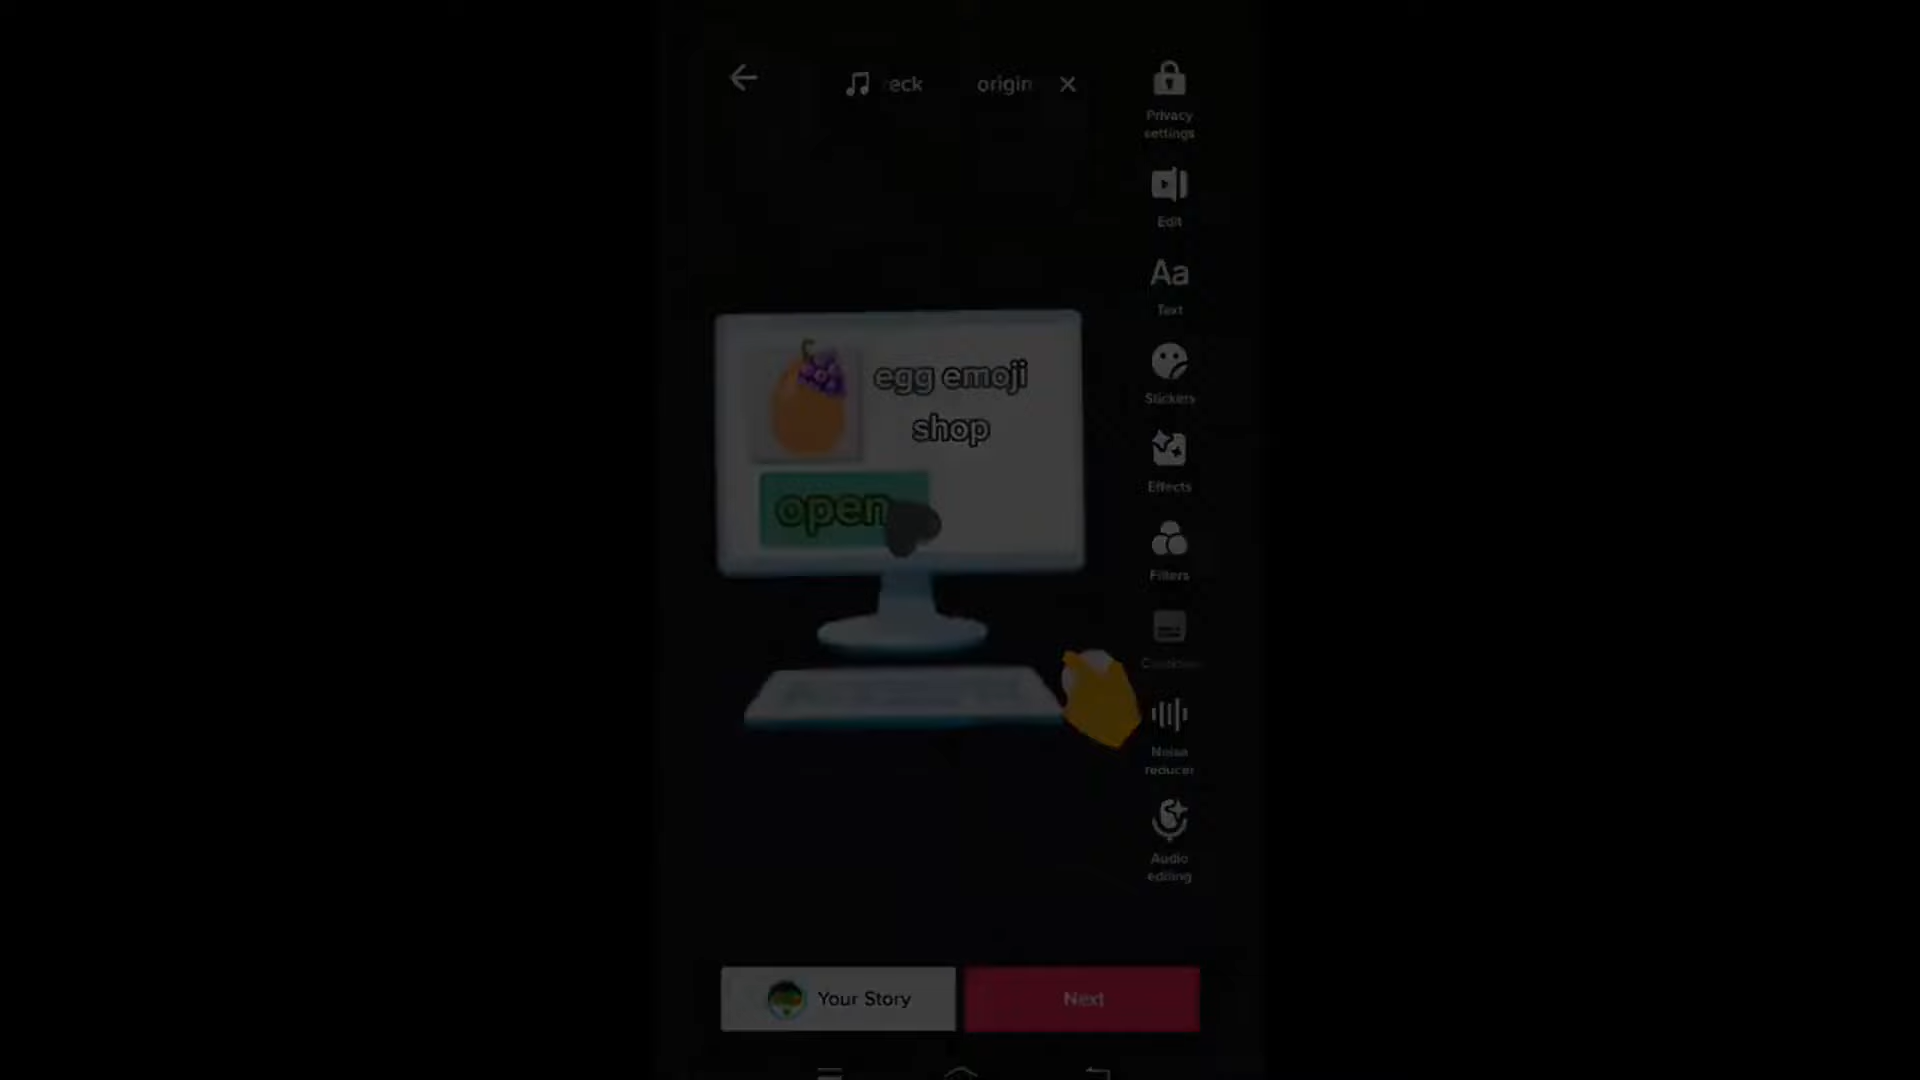 eck
origin
Privacy
settings
Edit
Aa
Text
egg emoji
shop
Stickers
open
Effects
Filters
Noise
reducer
Audio
editing
Your Story
Next